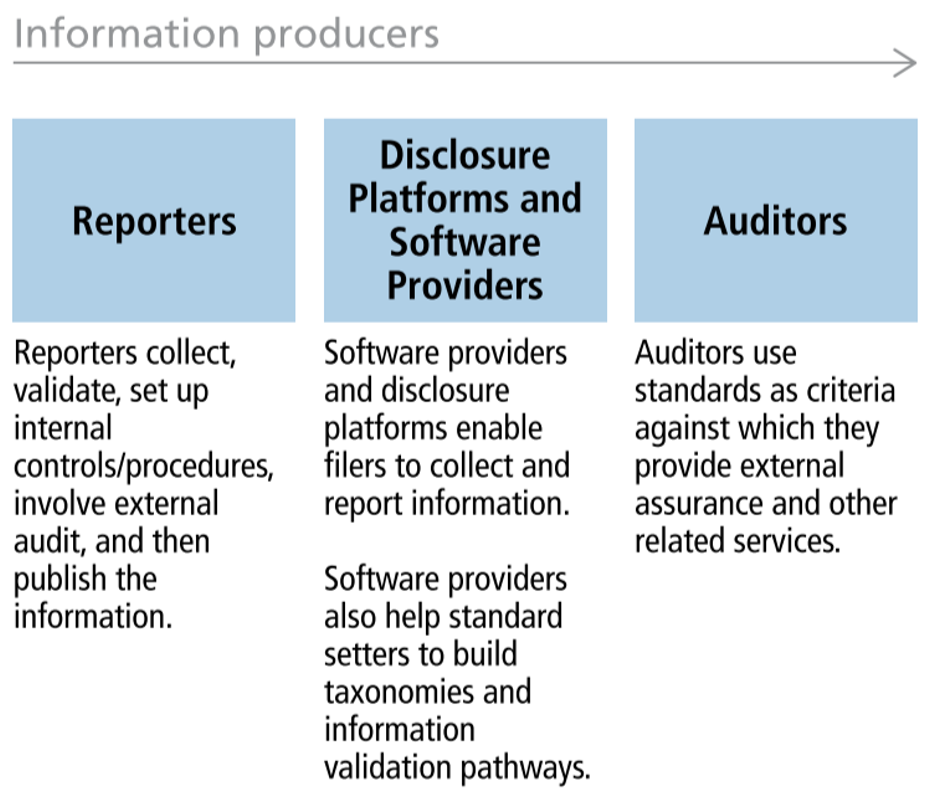 Information producers
Reporters
Reporters collect,
validate, set up
internal
controls/procedures,
involve external
audit, and then
publish the
information.
Disclosure
Platforms and
Software
Providers
Software providers
and disclosure
platforms enable
filers to collect and
report information.
Software providers
also help standard
setters to build
taxonomies and
information
validation pathways.
Auditors
Auditors use
standards as criteria
against which they
provide external
assurance and other
related services.